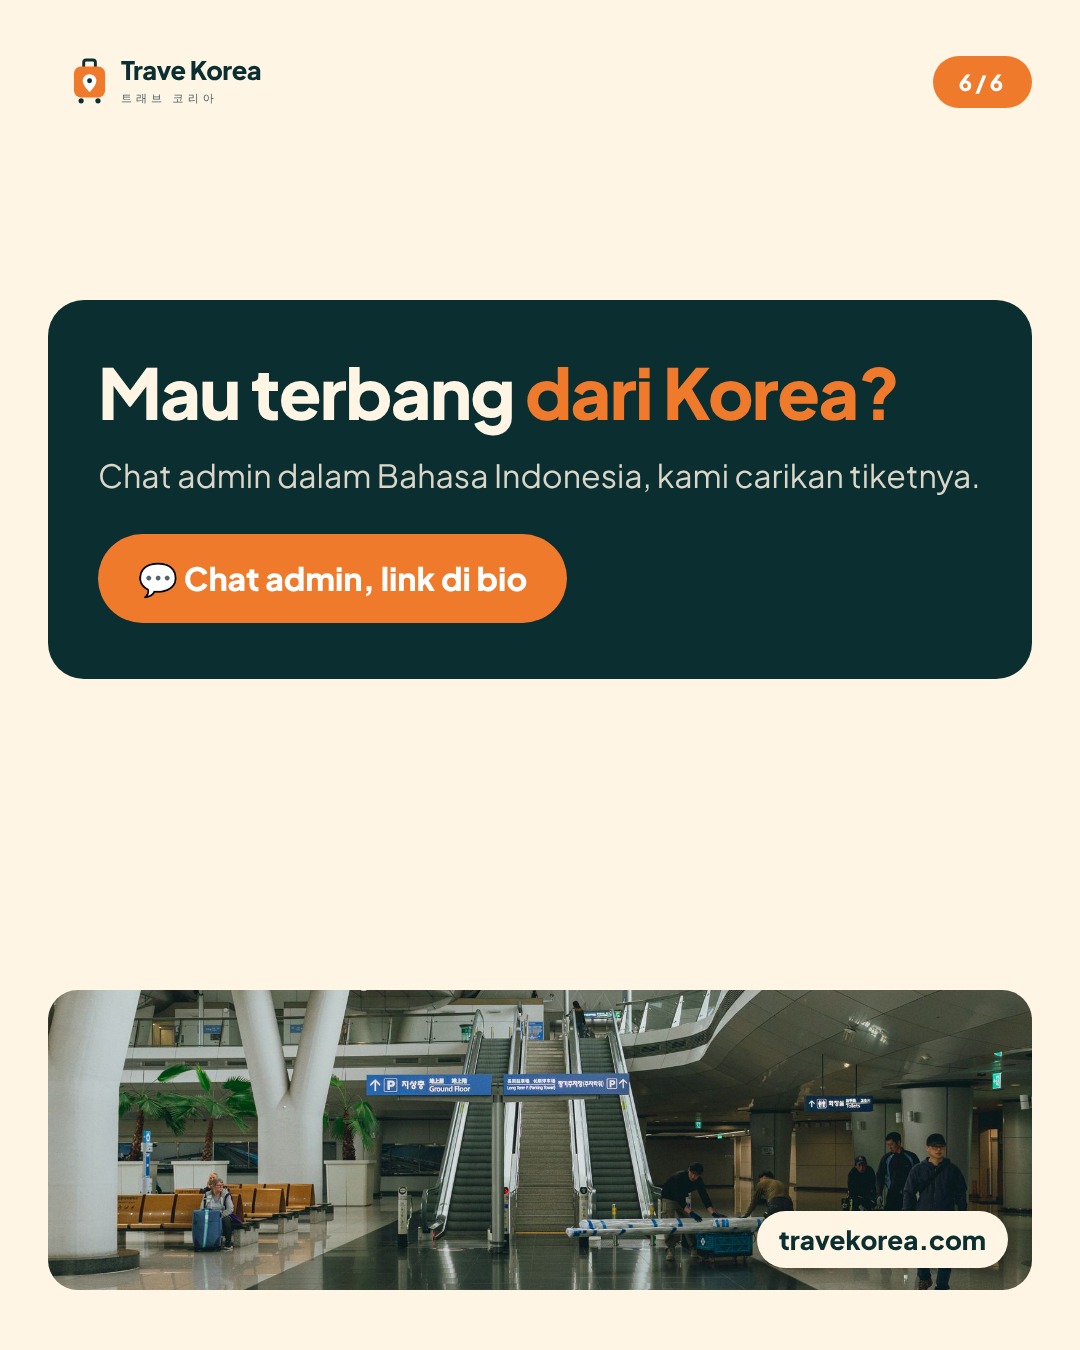 Trave Korea
트래브 코리아
6/6
Mau terbang dari Korea?
Chat admin dalam Bahasa Indonesia, kami carikan tiketnya.
💬 Chat admin, link di bio
P 지상층 Ground Floor
P
Toilets
travekorea.com